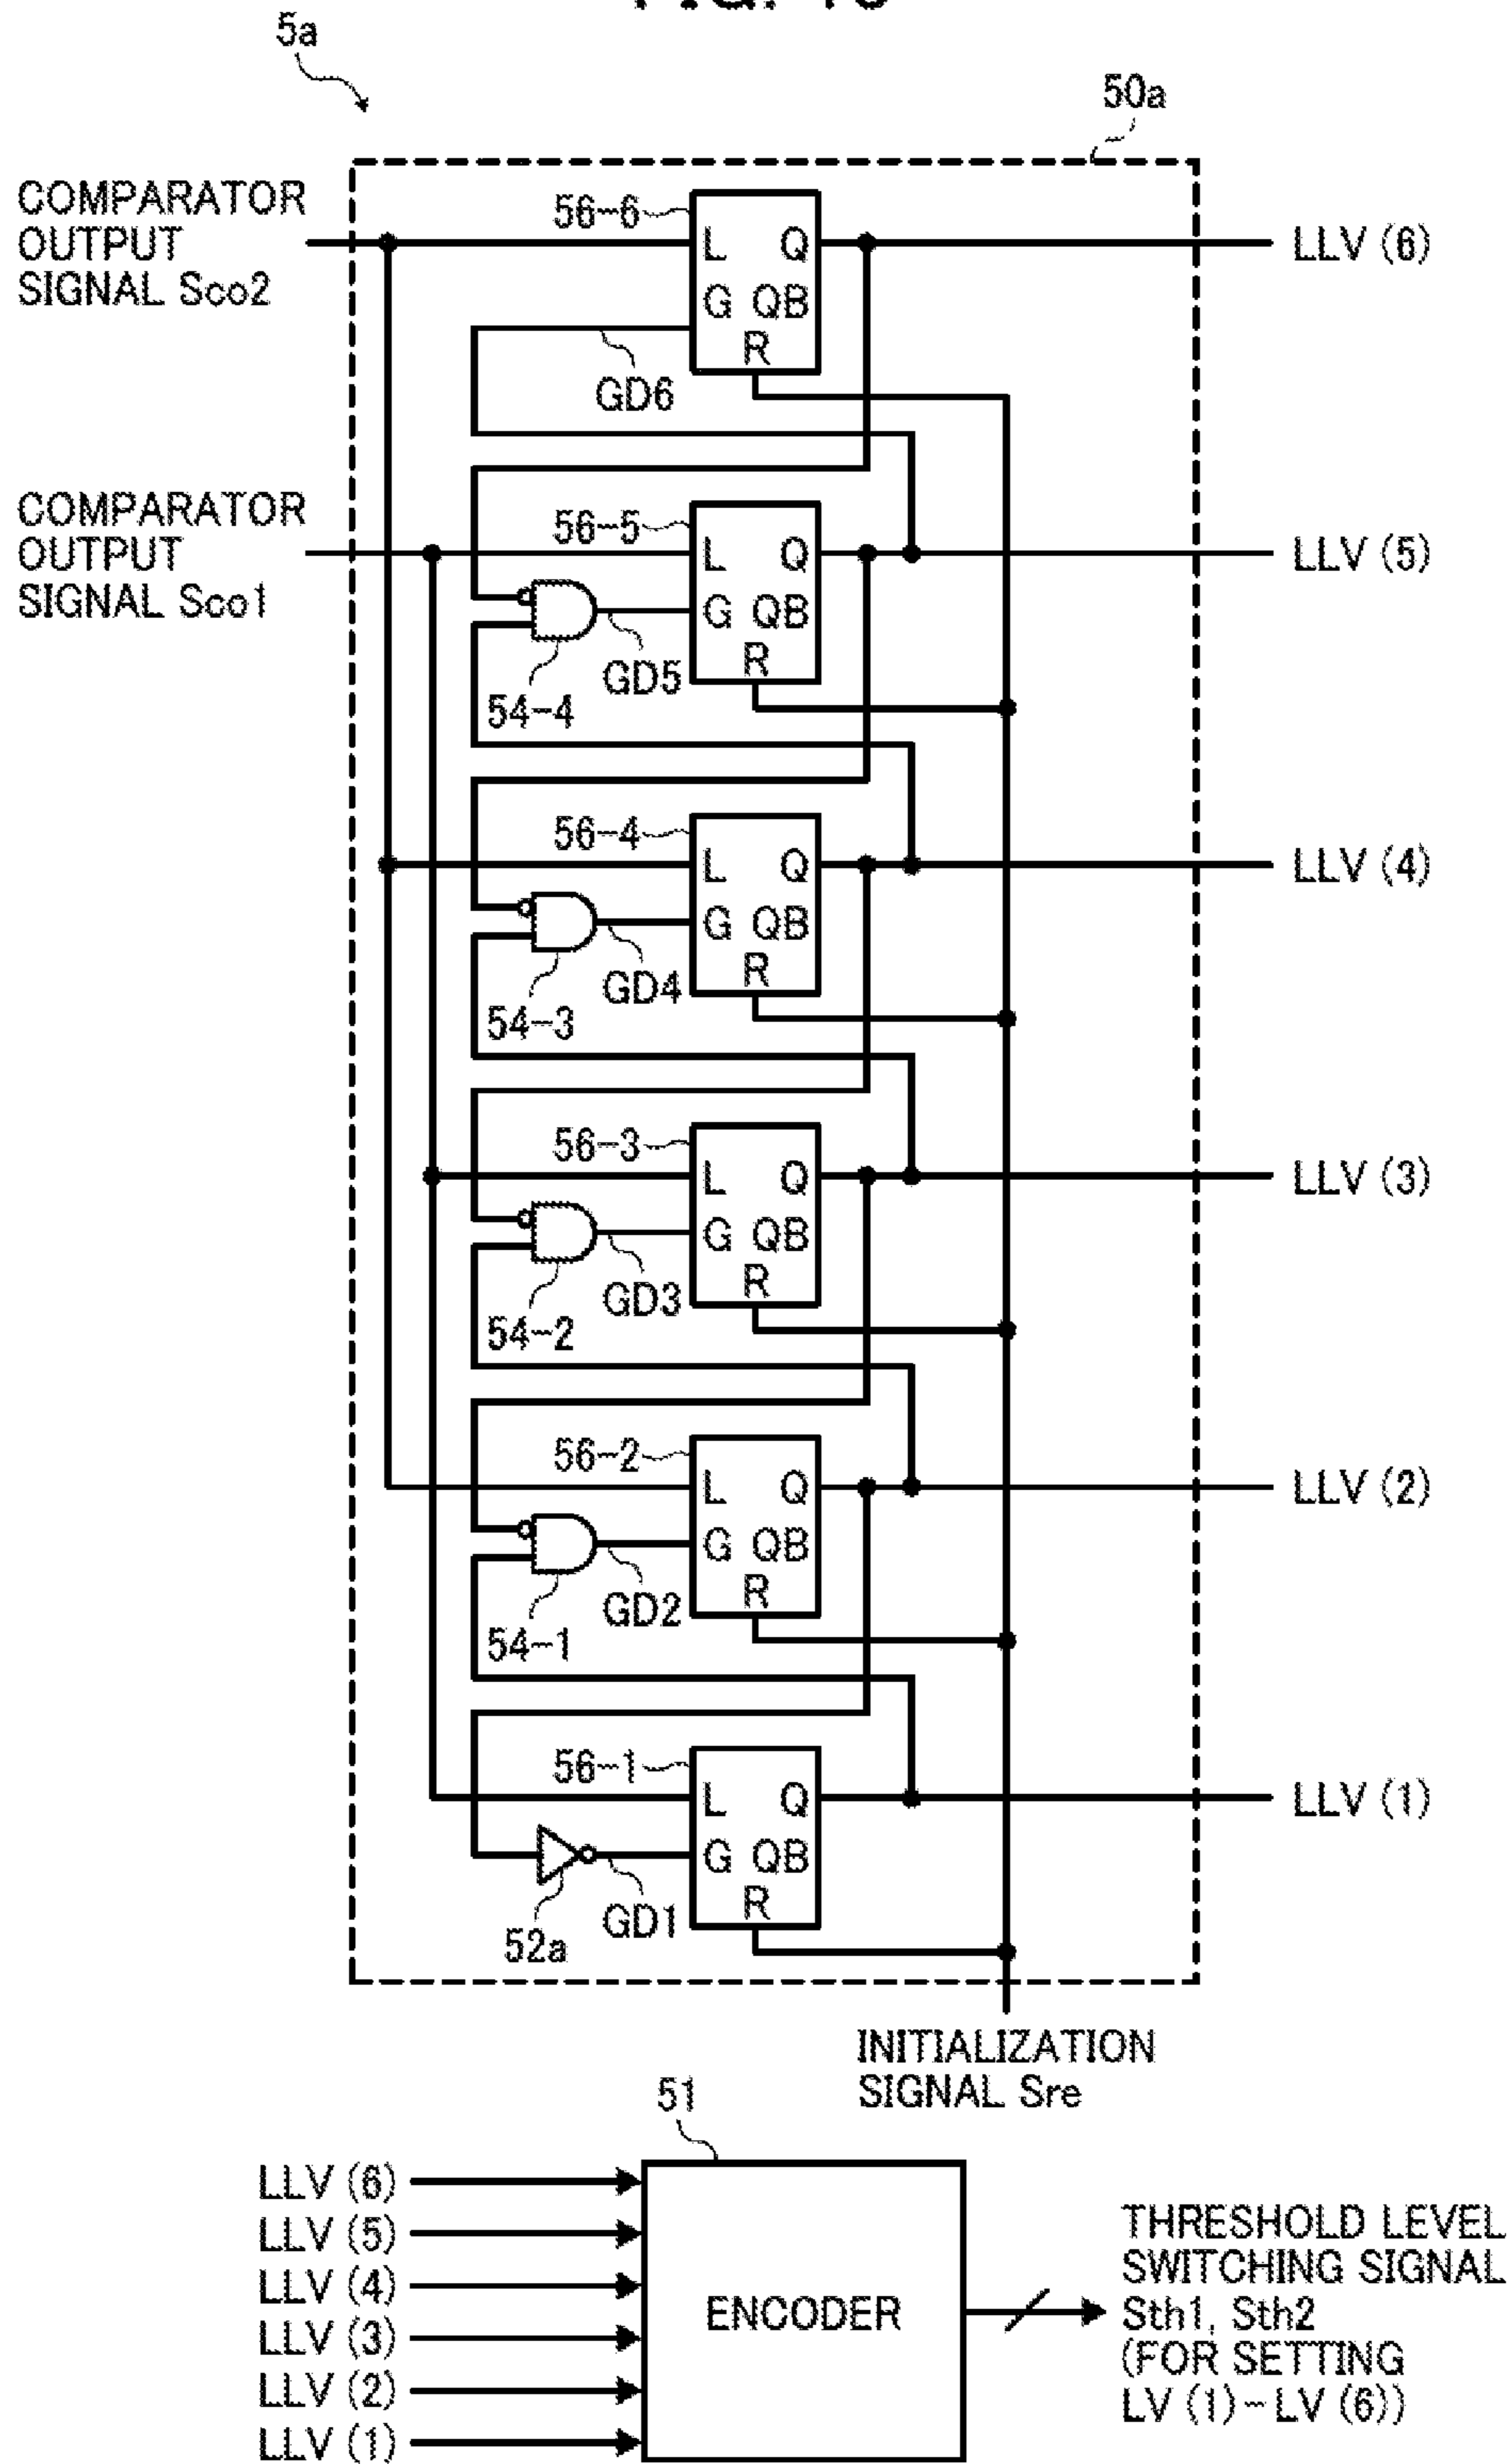 5a
50a
COMPARATOR
OUTPUT
SIGNAL Sco2
56-6
L Q
G QB
R
LLV (6)
GD6
COMPARATOR
OUTPUT
SIGNAL Sco1
56-5
L Q
G QB
R
LLV (5)
GD5
54-4
56-4
L Q
G QB
R
LLV (4)
GD4
54-3
56-3
L Q
G QB
R
LLV (3)
GD3
54-2
56-2
L Q
G QB
R
LLV (2)
GD2
54-1
56-1
L Q
G QB
R
LLV (1)
GD1
52a
INITIALIZATION
SIGNAL Sre
51
LLV (6)
LLV (5)
LLV (4)
LLV (3)
LLV (2)
LLV (1)
ENCODER
THRESHOLD LEVEL
SWITCHING SIGNAL
Sth1, Sth2
(FOR SETTING
LV (1)-LV (6))